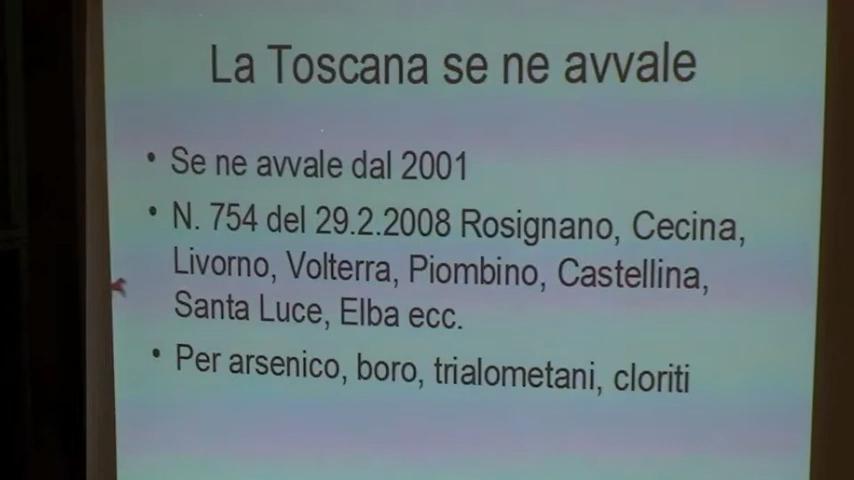 La Toscana se ne avvale
• Se ne avvale dal 2001
• N. 754 del 29.2.2008 Rosignano, Cecina,
Livorno, Volterra, Piombino, Castellina,
Santa Luce, Elba ecc.
• Per arsenico, boro, trialometani, cloriti